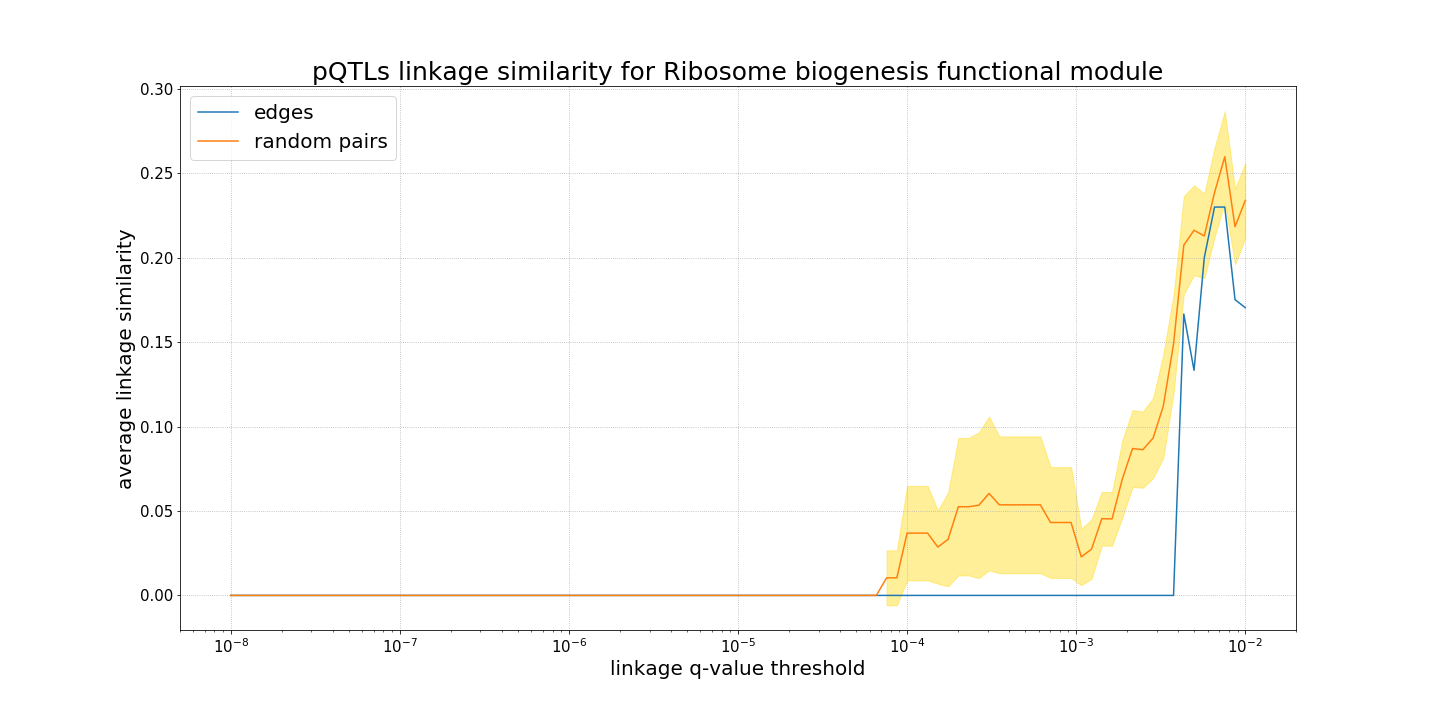 pQTLs linkage similarity for Ribosome biogenesis functional module
edges
random pairs
average linkage similarity
0.30
0.25
0.20
0.15
0.10
0.05
0.00
10⁻⁸ 10⁻⁷ 10⁻⁶ 10⁻⁵ 10⁻⁴ 10⁻³ 10⁻²
linkage q-value threshold